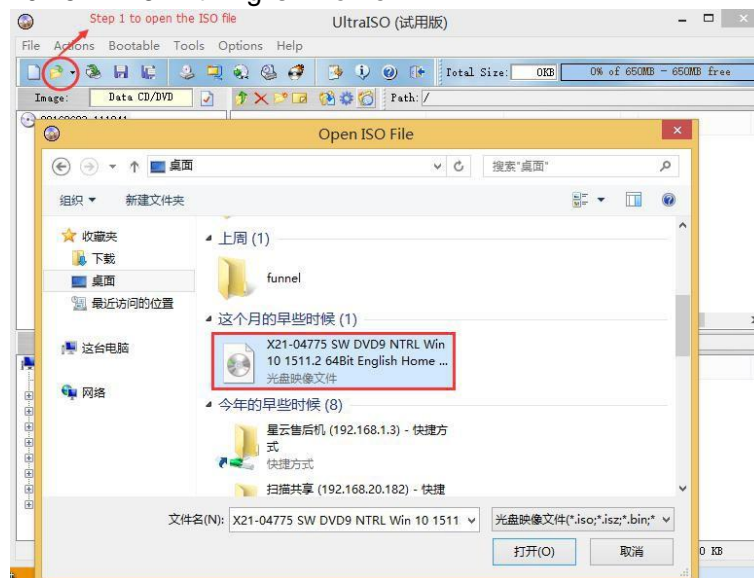 Step 1 to open the ISO file
UltraISO (试用版)
File Actions Bootable Tools Options Help
Total Size: 0KB 0% of 650MB - 650MB free
Image: Data CD/DVD Path: /
Open ISO File
桌面
搜索"桌面"
组织 新建文件夹
收藏夹
下载
桌面
最近访问的位置
这台电脑
网络
上周 (1)
funnel
这个月的早些时候 (1)
X21-04775 SW DVD9 NTRL Win
10 1511.2 64Bit English Home ...
光盘映像文件
今年的早些时候 (8)
星云售后机 (192.168.1.3) - 快捷方
式
快捷方式
扫描共享 (192.168.20.182) - 快捷
文件名(N): X21-04775 SW DVD9 NTRL Win 10 1511
光盘映像文件(*.iso;*.isz;*.bin;*
打开(O) 取消
0 KB